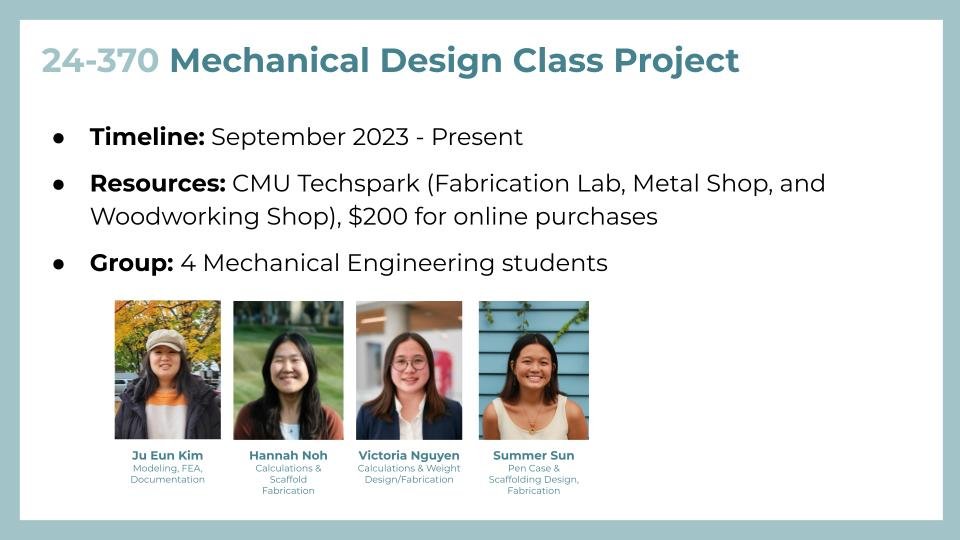 24-370 Mechanical Design Class Project
● Timeline: September 2023 - Present
● Resources: CMU Techspark (Fabrication Lab, Metal Shop, and
Woodworking Shop), $200 for online purchases
● Group: 4 Mechanical Engineering students
Ju Eun Kim
Modeling, FEA,
Documentation
Hannah Noh
Calculations &
Scaffold
Fabrication
Victoria Nguyen
Calculations & Weight
Design/Fabrication
Summer Sun
Pen Case &
Scaffolding Design,
Fabrication